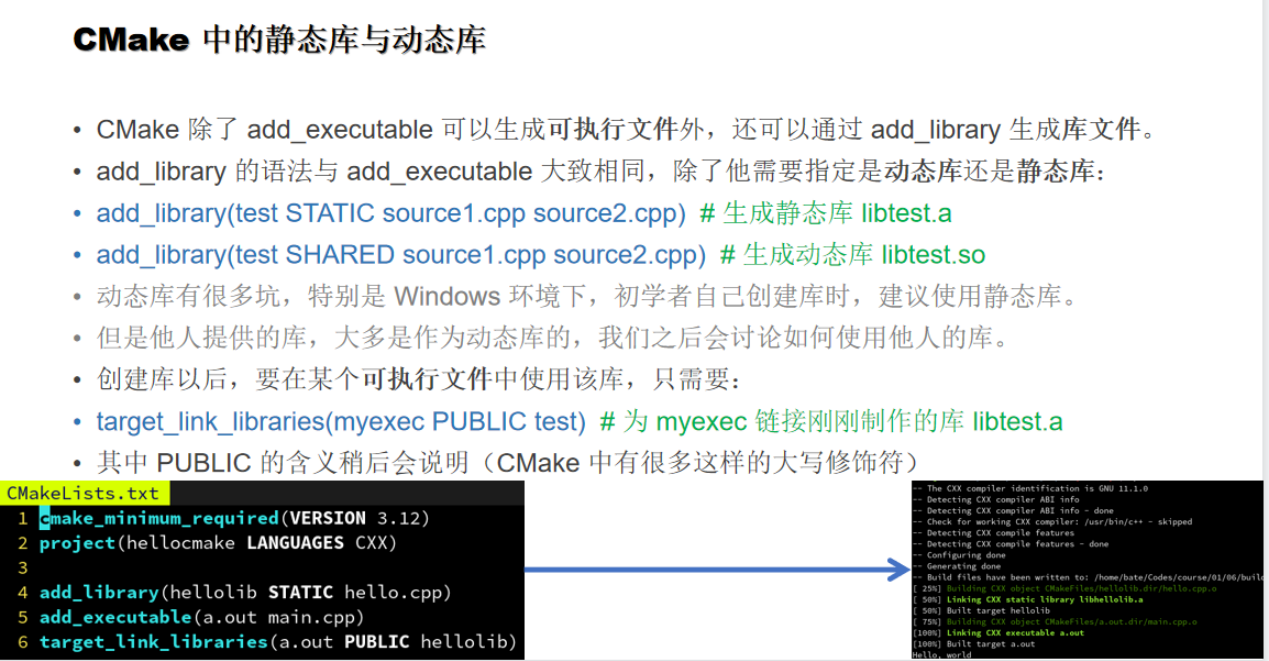 CMake 中的静态库与动态库
• CMake 除了 add_executable 可以生成可执行文件外，还可以通过 add_library 生成库文件。
• add_library 的语法与 add_executable 大致相同，除了他需要指定是动态库还是静态库：
• add_library(test STATIC source1.cpp source2.cpp) # 生成静态库 libtest.a
• add_library(test SHARED source1.cpp source2.cpp) # 生成动态库 libtest.so
• 动态库有很多坑，特别是 Windows 环境下，初学者自己创建库时，建议使用静态库。
• 但是他人提供的库，大多是作为动态库的，我们之后会讨论如何使用他人的库。
• 创建库以后，要在某个可执行文件中使用该库，只需要：
• target_link_libraries(myexec PUBLIC test) # 为 myexec 链接刚刚制作的库 libtest.a
• 其中 PUBLIC 的含义稍后会说明（CMake 中有很多这样的大写修饰符）
CMakeLists.txt
1 cmake_minimum_required(VERSION 3.12)
2 project(hellocmake LANGUAGES CXX)
3
4 add_library(hellolib STATIC hello.cpp)
5 add_executable(a.out main.cpp)
6 target_link_libraries(a.out PUBLIC hellolib)
-- The CXX compiler identification is GNU 11.1.0
-- Detecting CXX compiler ABI info
-- Detecting CXX compiler ABI info - done
-- Check for working CXX compiler: /usr/bin/c++ - skipped
-- Detecting CXX compile features
-- Detecting CXX compile features - done
-- Configuring done
-- Generating done
-- Build files have been written to: /home/bate/Codes/course/01/06/build
[ 25%] Building CXX object CMakeFiles/hellolib.dir/hello.cpp.o
[ 50%] Linking CXX static library libhellolib.a
[ 50%] Built target hellolib
[ 75%] Building CXX object CMakeFiles/a.out.dir/main.cpp.o
[100%] Linking CXX executable a.out
[100%] Built target a.out
Hello, world